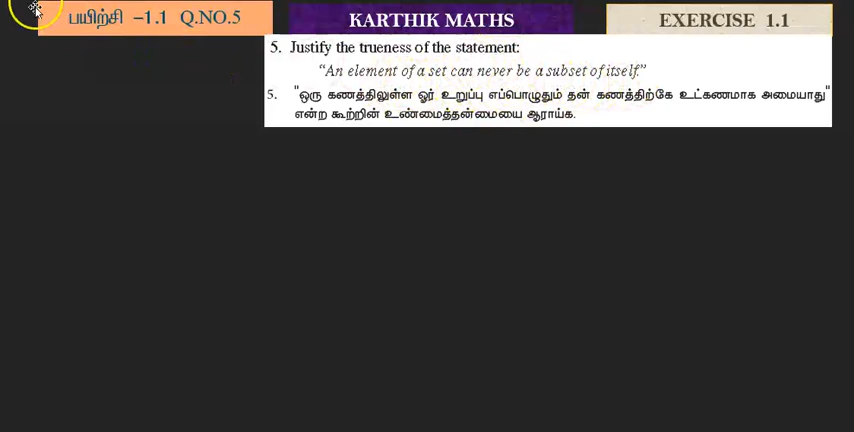 பயிற்சி –1.1 Q.NO.5
KARTHIK MATHS
EXERCISE 1.1
5. Justify the trueness of the statement:
“An element of a set can never be a subset of itself.”
5. "ஒரு கணத்திலுள்ள ஓர் உறுப்பு எப்பொழுதும் தன் கணத்திற்கே உட்கணமாக அமையாது"
என்ற கூற்றின் உண்மைத்தன்மையை ஆராய்க.